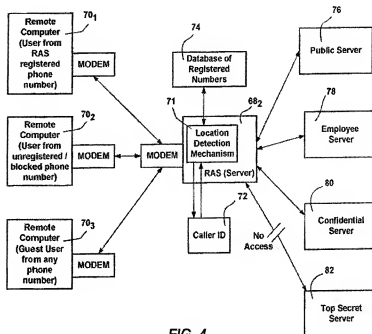 70₁
Remote
Computer
(User from
RAS
registered
phone
number)
MODEM
70₂
Remote
Computer
(User from
unregistered /
blocked phone
number)
MODEM
70₃
Remote
Computer
(Guest User
from any
phone
number)
MODEM
74
Database of
Registered
Numbers
71
68₂
Location
Detection
Mechanism
MODEM
RAS (Server)
72
Caller ID
76
Public Server
78
Employee
Server
80
Confidential
Server
No
Access
82
Top Secret
Server
FIG. 4